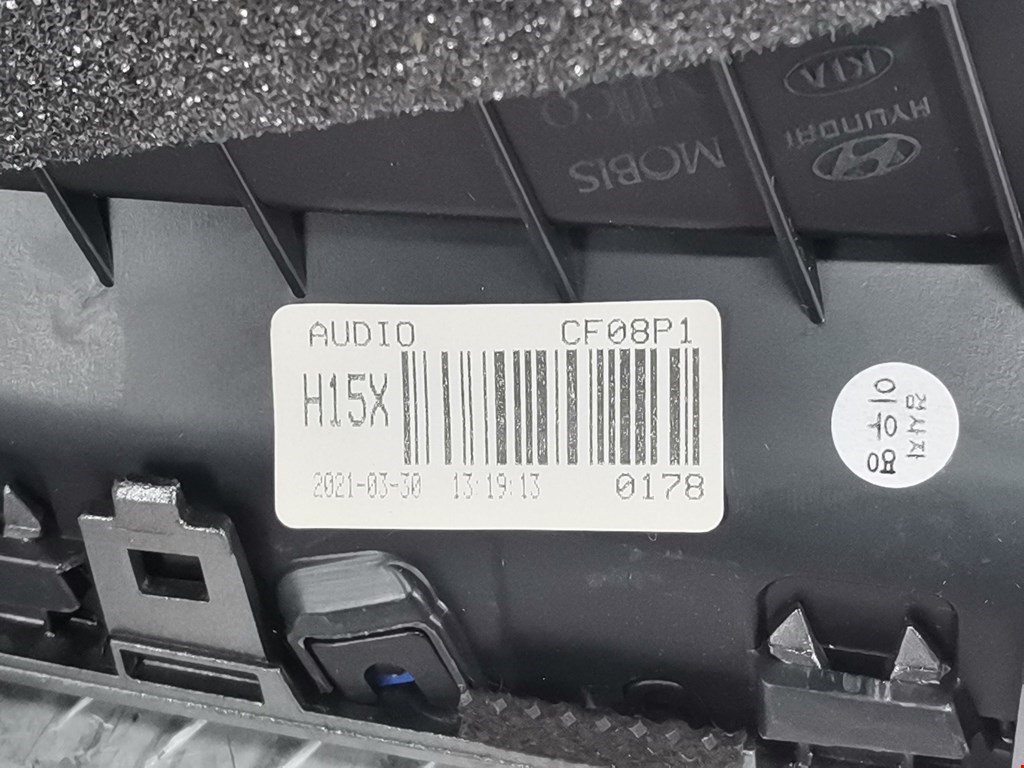 KIA
HYUNDAI
MOBIS
AUDIO CF08P1
H15X
2021-03-30 13:19:13 0178
검사자